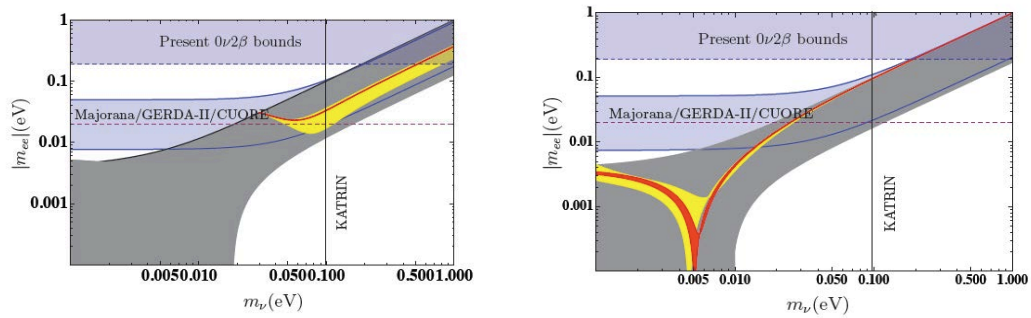 1
0.1
0.01
0.001
|m_ee|(eV)
Present 0ν2β bounds
Majorana/GERDA-II/CUORE
KATRIN
0.0050.010 0.0500.100 0.5001.000
m_ν(eV)
1
0.1
0.01
0.001
|m_ee|(eV)
Present 0ν2β bounds
Majorana/GERDA-II/CUORE
KATRIN
0.005 0.010 0.050 0.100 0.500 1.000
m_ν(eV)